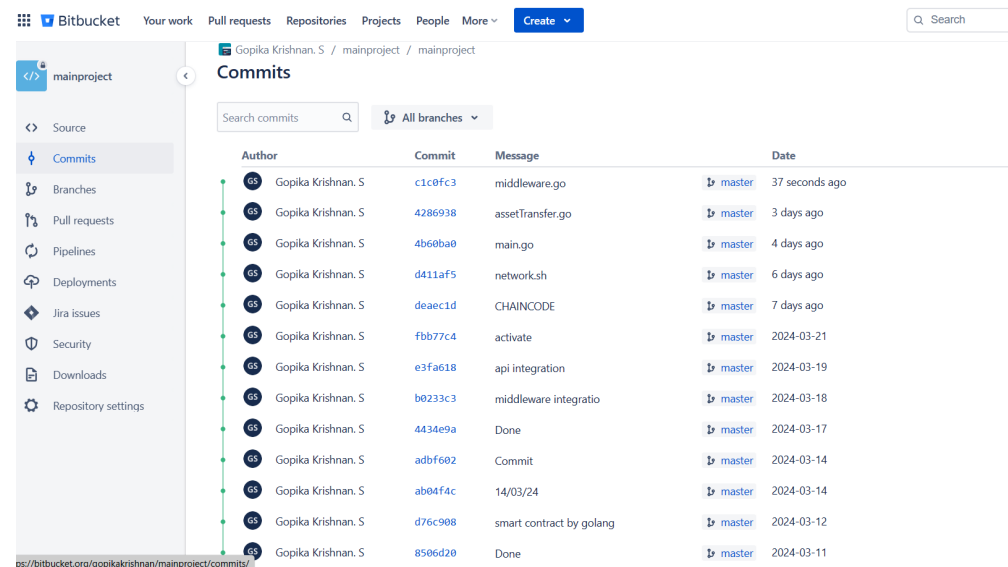 Bitbucket Your work Pull requests Repositories Projects People More Create Search
Gopika Krishnan. S / mainproject / mainproject
mainproject
Commits
Search commits All branches
Source
Commits
Branches
Pull requests
Pipelines
Deployments
Jira issues
Security
Downloads
Repository settings
Author Commit Message Date
GS Gopika Krishnan. S c1c0fc3 middleware.go master 37 seconds ago
GS Gopika Krishnan. S 4286938 assetTransfer.go master 3 days ago
GS Gopika Krishnan. S 4b60ba0 main.go master 4 days ago
GS Gopika Krishnan. S d411af5 network.sh master 6 days ago
GS Gopika Krishnan. S deaec1d CHAINCODE master 7 days ago
GS Gopika Krishnan. S fbb77c4 activate master 2024-03-21
GS Gopika Krishnan. S e3fa618 api integration master 2024-03-19
GS Gopika Krishnan. S b0233c3 middleware integratio master 2024-03-18
GS Gopika Krishnan. S 4434e9a Done master 2024-03-17
GS Gopika Krishnan. S adbf602 Commit master 2024-03-14
GS Gopika Krishnan. S ab04f4c 14/03/24 master 2024-03-14
GS Gopika Krishnan. S d76c908 smart contract by golang master 2024-03-12
GS Gopika Krishnan. S 8506d20 Done master 2024-03-11
ps://bitbucket.org/gopikakrishnan/mainproject/commits/